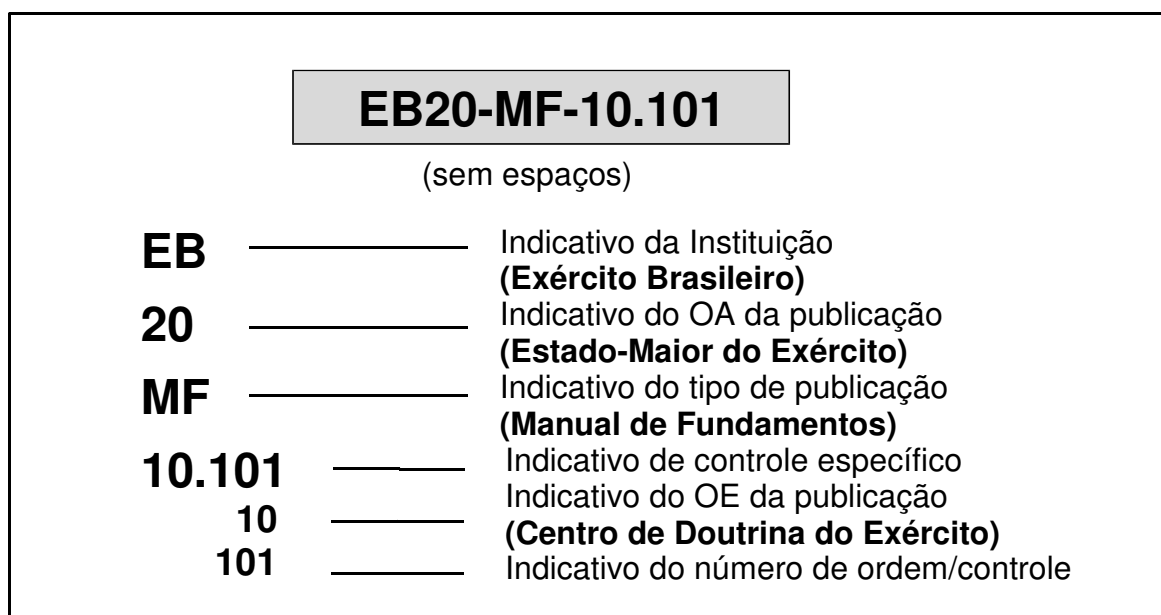 EB20-MF-10.101
(sem espaços)
EB Indicativo da Instituição
(Exército Brasileiro)
20 Indicativo do OA da publicação
(Estado-Maior do Exército)
MF Indicativo do tipo de publicação
(Manual de Fundamentos)
10.101 Indicativo de controle específico
10 Indicativo do OE da publicação
(Centro de Doutrina do Exército)
101 Indicativo do número de ordem/controle